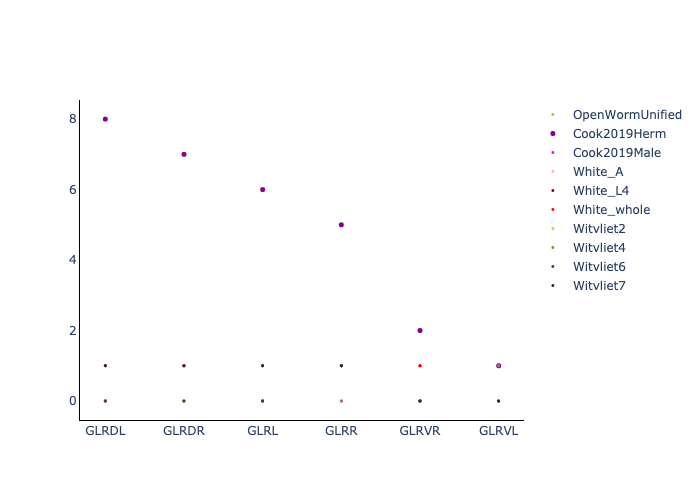 8
6
4
2
0
GLRDL GLRDR GLRL GLRR GLRVR GLRVL
OpenWormUnified
Cook2019Herm
Cook2019Male
White_A
White_L4
White_whole
Witvliet2
Witvliet4
Witvliet6
Witvliet7